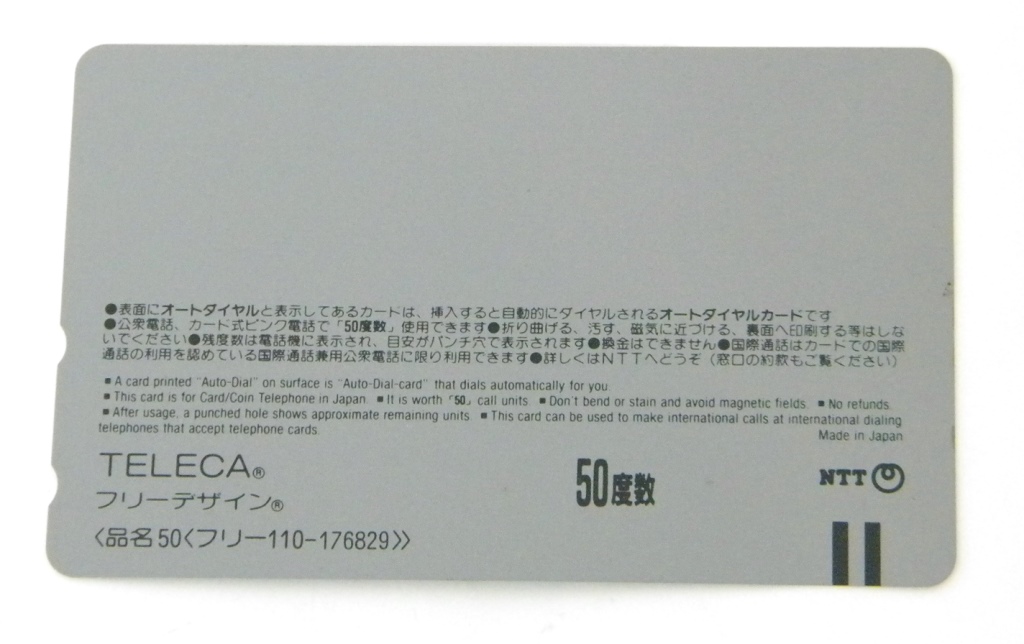 ●表面にオートダイヤルと表示してあるカードは、挿入すると自動的にダイヤルされるオートダイヤルカードです
●公衆電話、カード式ピンク電話で「50度数」使用できます●折り曲げる、汚す、磁気に近づける、裏面へ印刷する等はしな
いでください●残度数は電話機に表示され、目安がパンチ穴で表示されます●換金はできません●国際通話はカードでの国際
通話の利用を認めている国際通話兼用公衆電話に限り利用できます●詳しくはNTTへどうぞ（窓口の約款もご覧ください）
■ A card printed "Auto-Dial" on surface is "Auto-Dial-card" that dials automatically for you.
■ This card is for Card/Coin Telephone in Japan. ■ It is worth「50」call units ■ Don't bend or stain and avoid magnetic fields. ■ No refunds.
■ After usage, a punched hole shows approximate remaining units ■ This card can be used to make international calls at international dialing
telephones that accept telephone cards.
Made in Japan
TELECA®
フリーデザイン®
50度数
NTT
〈品名50〈フリー110-176829〉〉